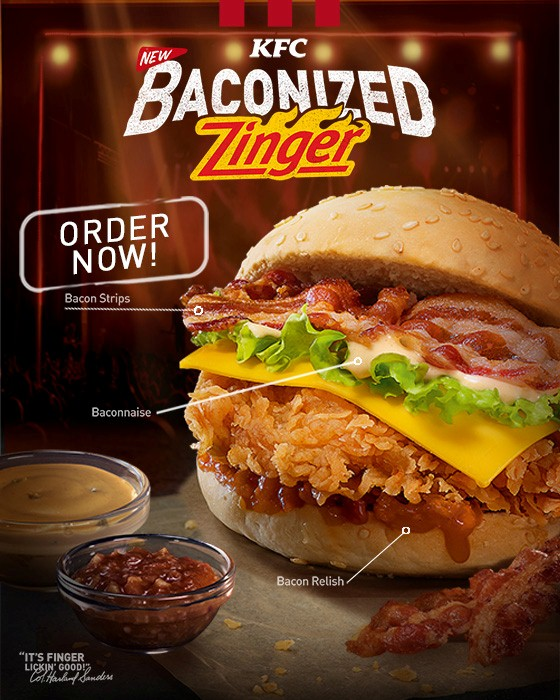 KFC
NEW
BACONIZED
Zinger
ORDER
NOW!
Bacon Strips
Baconnaise
Bacon Relish
“IT'S FINGER
LICKIN' GOOD!”
Col. Harland Sanders